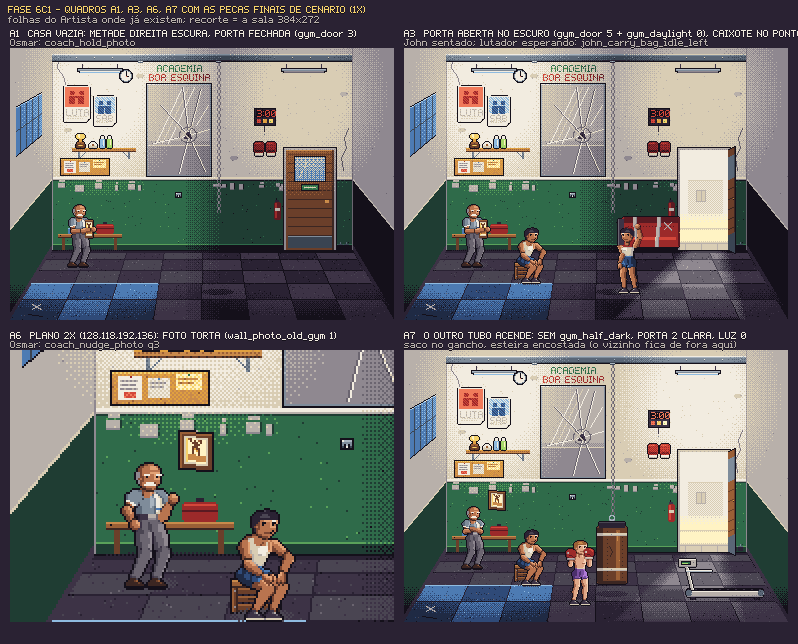 FASE 6C1 - QUADROS A1, A3, A6, A7 COM AS PECAS FINAIS DE CENARIO (1X)
folhas do Artista onde já existem; recorte = a sala 384x272
A1 CASA VAZIA: METADE DIREITA ESCURA, PORTA FECHADA (gym_door 3)
Osmar: coach_hold_photo
ACADEMIA
BOA ESQUINA
LUTA
3:00
A3 PORTA ABERTA NO ESCURO (gym_door 5 + gym_daylight 0), CAIXOTE NO PONTO
John sentado; lutador esperando: john_carry_bag_idle_left
ACADEMIA
BOA ESQUINA
LUTA
3:00
A6 PLANO 2X (128,118,192,136): FOTO TORTA (wall_photo_old_gym 1)
Osmar: coach_nudge_photo q3
A7 O OUTRO TUBO ACENDE: SEM gym_half_dark, PORTA 2 CLARA, LUZ 0
saco no gancho, esteira encostada (o vizinho fica de fora aqui)
ACADEMIA
BOA ESQUINA
LUTA
3:00